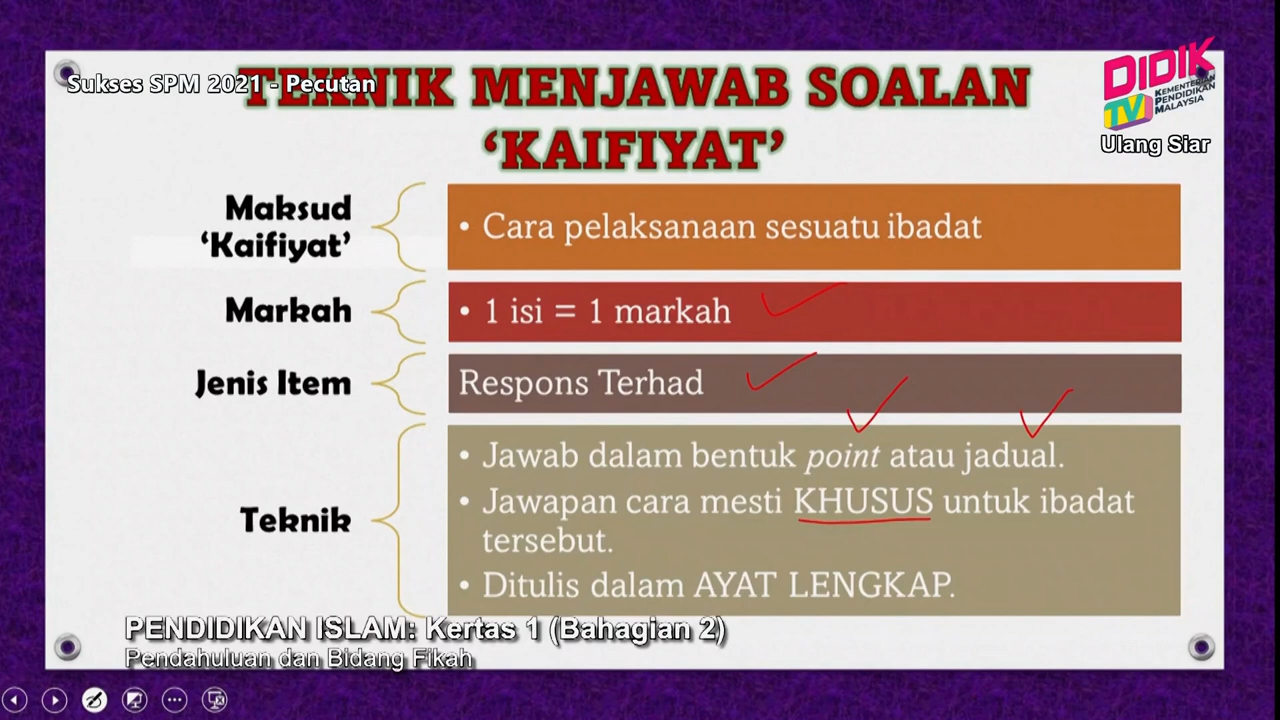 Sukses SPM 2021 - Pecutan
TEKNIK MENJAWAB SOALAN
‘KAIFIYAT’
DIDIK
TV
KEMENTERIAN
PENDIDIKAN
MALAYSIA
Ulang Siar
Maksud
‘Kaifiyat’
• Cara pelaksanaan sesuatu ibadat
Markah
• 1 isi = 1 markah
Jenis Item
Respons Terhad
Teknik
• Jawab dalam bentuk point atau jadual.
• Jawapan cara mesti KHUSUS untuk ibadat
tersebut.
• Ditulis dalam AYAT LENGKAP.
PENDIDIKAN ISLAM: Kertas 1 (Bahagian 2)
Pendahuluan dan Bidang Fikah